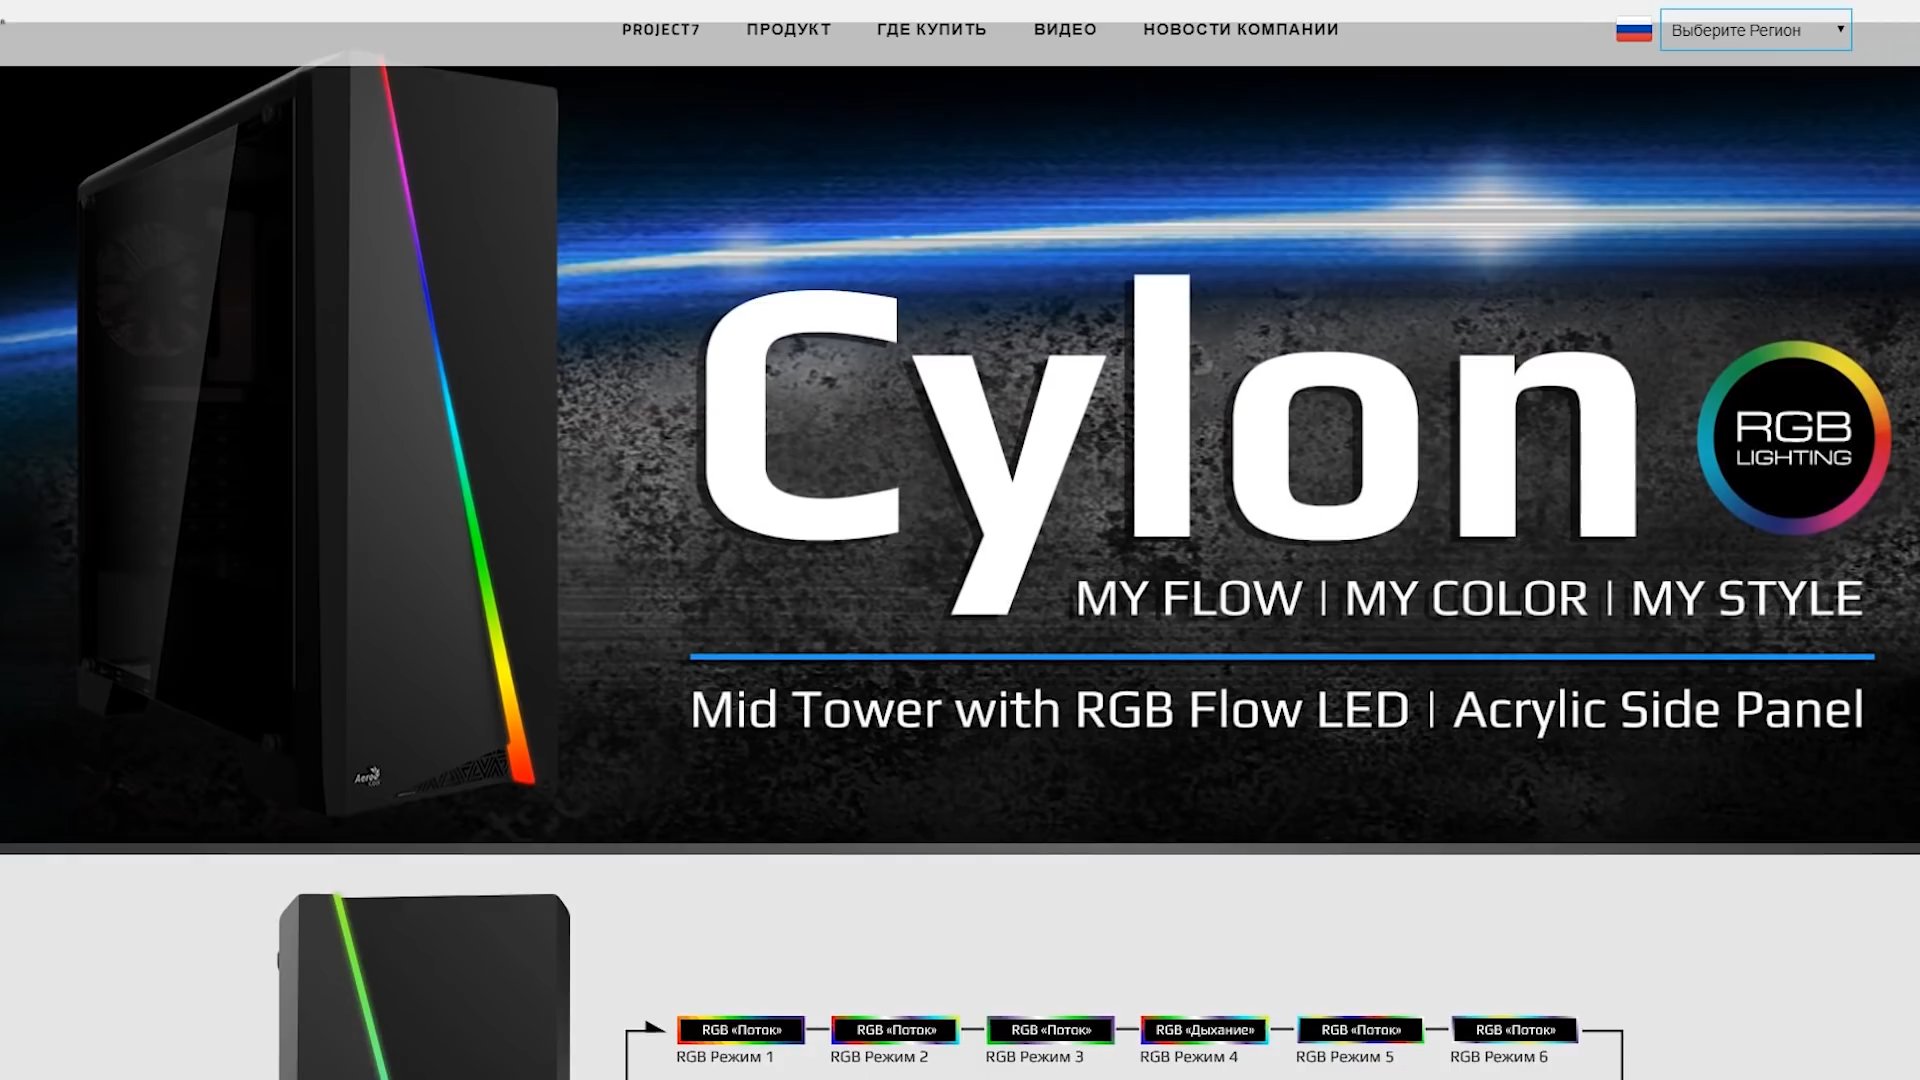 PROJECT7 ПРОДУКТ ГДЕ КУПИТЬ ВИДЕО НОВОСТИ КОМПАНИИ Выберите Регион
Cylon
RGB
LIGHTING
MY FLOW | MY COLOR | MY STYLE
Mid Tower with RGB Flow LED | Acrylic Side Panel
Aero
cool
RGB «Поток» RGB «Поток» RGB «Поток» RGB «Дыхание» RGB «Поток» RGB «Поток»
RGB Режим 1 RGB Режим 2 RGB Режим 3 RGB Режим 4 RGB Режим 5 RGB Режим 6